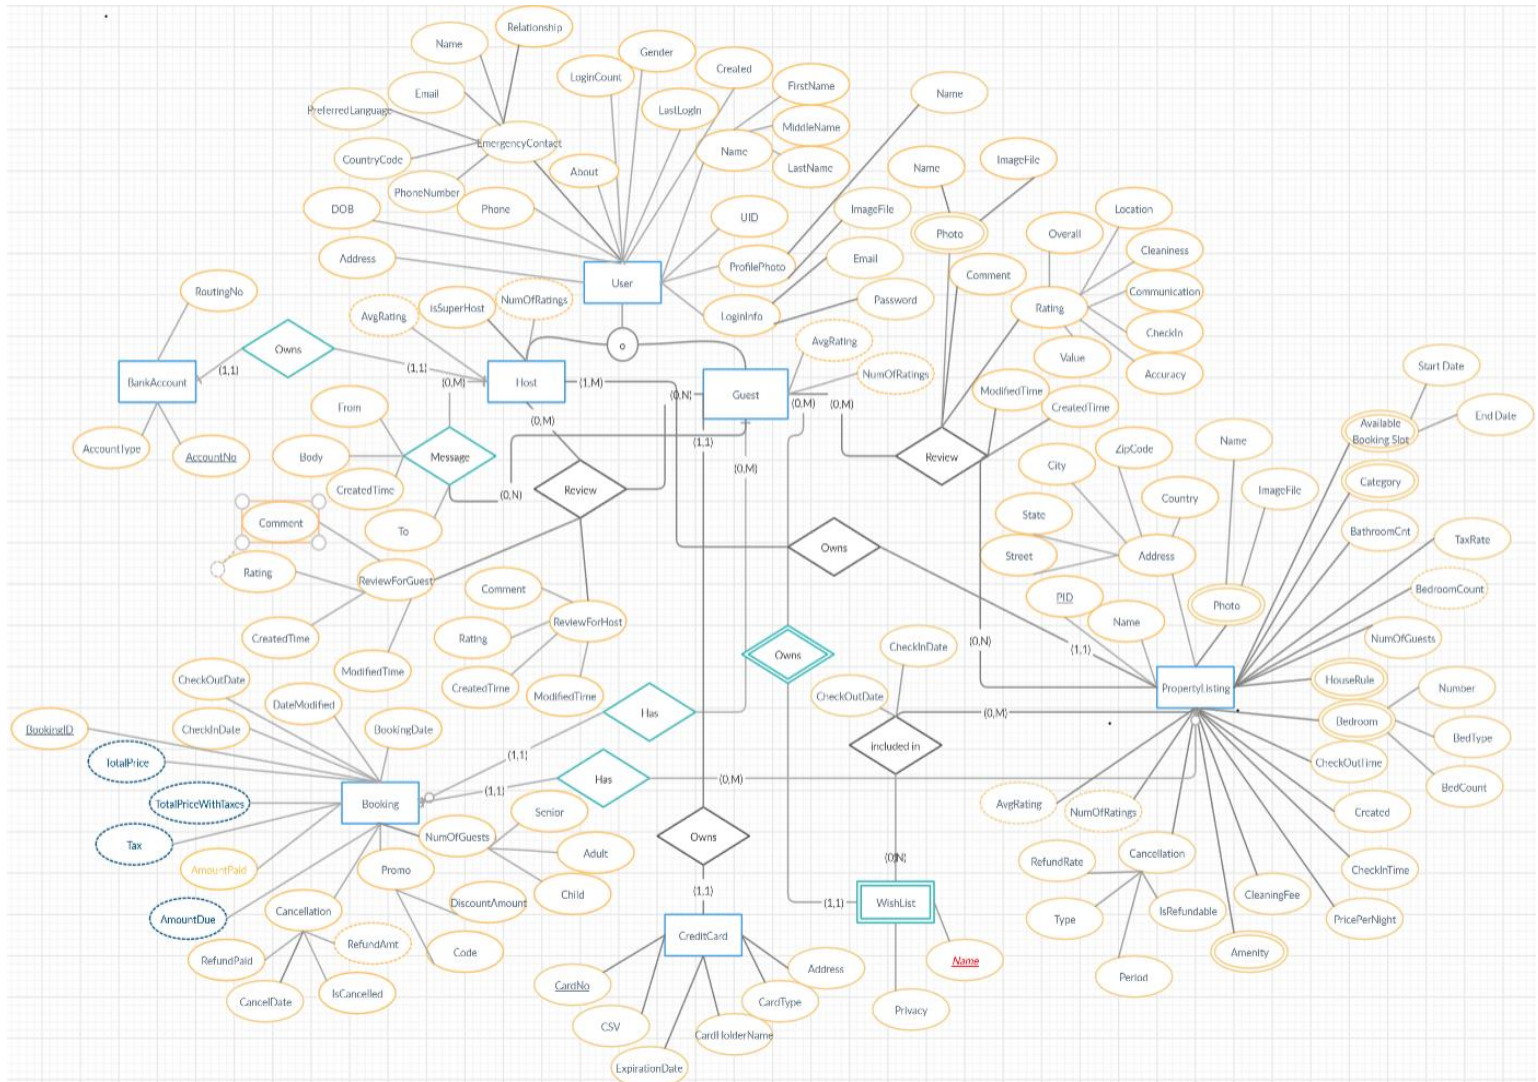 Relationship
Name
Gender
LoginCount
Created
FirstName
Name
Email
PreferredLanguage
LastLogIn
MiddleName
EmergencyContact
Name
LastName
Name
ImageFile
CountryCode
About
PhoneNumber
DOB
Phone
UID
ImageFile
Photo
Overall
Location
Address
ProfilePhoto
Email
Comment
Cleaniness
User
RoutingNo
IsSuperHost
NumOfRatings
LoginInfo
Password
Rating
Communication
AvgRating
CheckIn
Owns
o
AvgRating
Value
Accuracy
BankAccount
(1,1)
(1,1)
(0,M)
Host
(1,M)
(0,N)
Guest
NumOfRatings
(0,M)
(0,M)
ModifiedTime
CreatedTime
Start Date
End Date
From
(0,M)
AccountType
AccountNo
Body
Message
(1,1)
(0,M)
Review
Available
Booking Slot
Name
ZipCode
City
CreatedTime
Review
(0,N)
Category
ImageFile
Country
Comment
To
State
BathroomCnt
TaxRate
Owns
Street
Address
Rating
ReviewForGuest
Comment
PID
Name
Photo
BedroomCount
ReviewForHost
NumOfGuests
CreatedTime
Rating
(0,N)
(1,1)
Owns
CheckInDate
ModifiedTime
CreatedTime
ModifiedTime
CheckOutDate
PropertyListing
HouseRule
Number
CheckOutDate
DateModified
Has
(0,M)
Bedroom
BedType
BookingID
CheckInDate
BookingDate
included in
TotalPrice
(1,1)
Has
(0,M)
CheckOutTime
BedCount
(1,1)
TotalPriceWithTaxes
Booking
AvgRating
NumOfRatings
Created
Tax
NumOfGuests
Senior
Owns
AmountPaid
Promo
Adult
(0,N)
RefundRate
Cancellation
CheckInTime
AmountDue
Cancellation
DiscountAmount
Child
(1,1)
(1,1)
WishList
Type
IsRefundable
CleaningFee
PricePerNight
RefundAmt
CreditCard
RefundPaid
Code
Name
Amenity
CancelDate
IsCancelled
CardNo
Address
Period
CSV
CardHolderName
CardType
Privacy
ExpirationDate